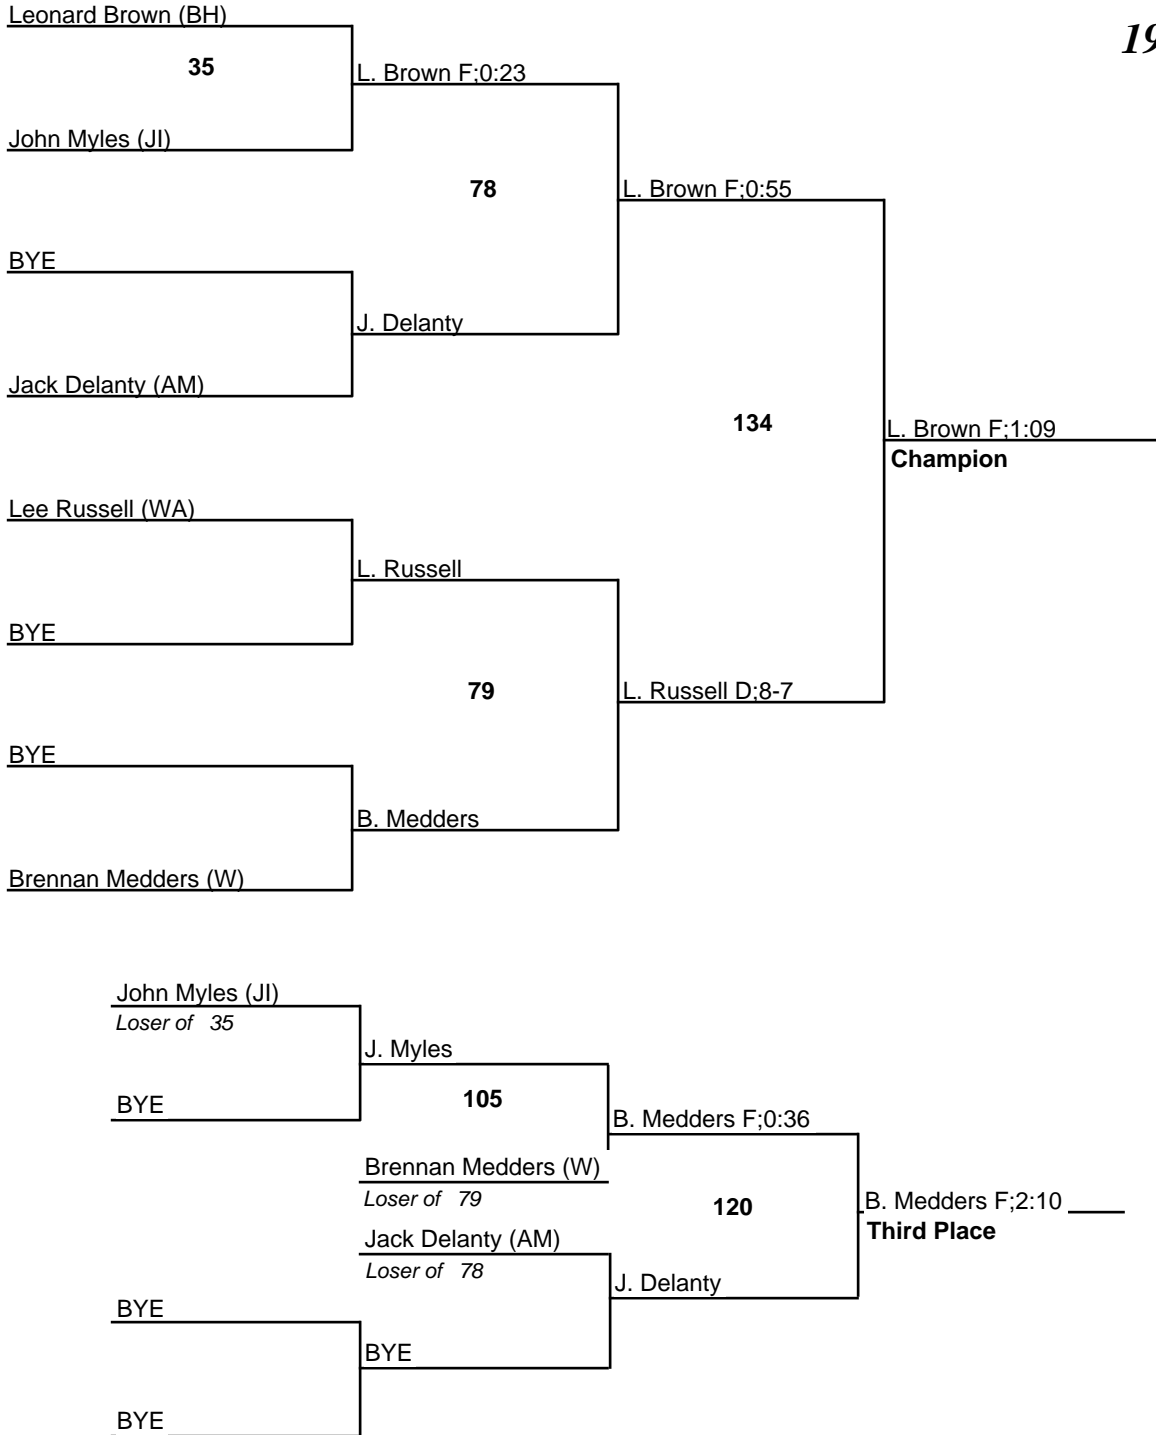 Leonard Brown (BH)
19
35
L. Brown F;0:23
John Myles (JI)
78
L. Brown F;0:55
BYE
J. Delanty
Jack Delanty (AM)
134
L. Brown F;1:09
Champion
Lee Russell (WA)
L. Russell
BYE
79
L. Russell D;8-7
BYE
B. Medders
Brennan Medders (W)
John Myles (JI)
Loser of 35
J. Myles
BYE
105
B. Medders F;0:36
Brennan Medders (W)
Loser of 79
120
B. Medders F;2:10
Third Place
Jack Delanty (AM)
Loser of 78
J. Delanty
BYE
BYE
BYE